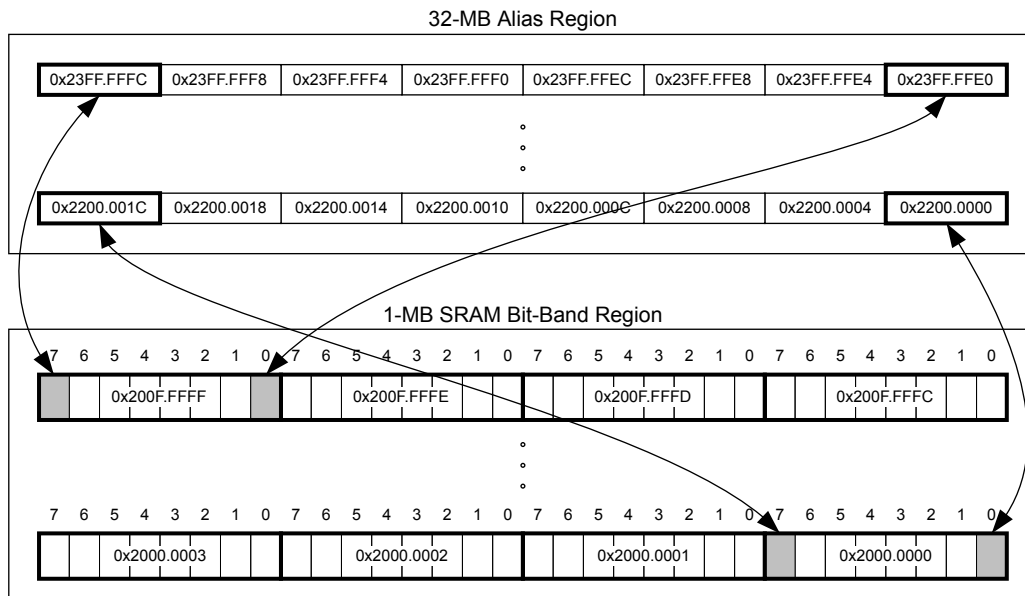 32-MB Alias Region
0x23FF.FFFC 0x23FF.FFF8 0x23FF.FFF4 0x23FF.FFF0 0x23FF.FFEC 0x23FF.FFE8 0x23FF.FFE4 0x23FF.FFE0
0x2200.001C 0x2200.0018 0x2200.0014 0x2200.0010 0x2200.000C 0x2200.0008 0x2200.0004 0x2200.0000
1-MB SRAM Bit-Band Region
7 6 5 4 3 2 1 0 7 6 5 4 3 2 1 0 7 6 5 4 3 2 1 0 7 6 5 4 3 2 1 0
0x200F.FFFF 0x200F.FFFE 0x200F.FFFD 0x200F.FFFC
7 6 5 4 3 2 1 0 7 6 5 4 3 2 1 0 7 6 5 4 3 2 1 0 7 6 5 4 3 2 1 0
0x2000.0003 0x2000.0002 0x2000.0001 0x2000.0000